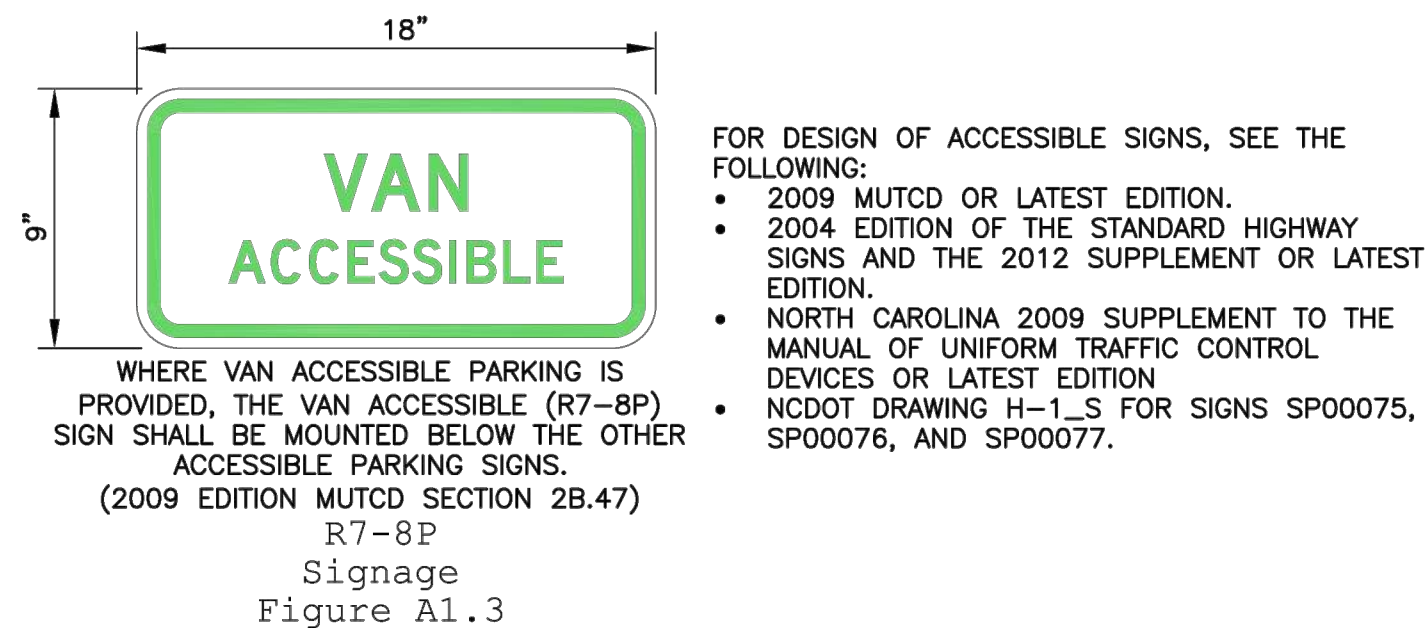 18"
9"
VAN
ACCESSIBLE
WHERE VAN ACCESSIBLE PARKING IS
PROVIDED, THE VAN ACCESSIBLE (R7-8P)
SIGN SHALL BE MOUNTED BELOW THE OTHER
ACCESSIBLE PARKING SIGNS.
(2009 EDITION MUTCD SECTION 2B.47)
R7-8P
Signage
Figure A1.3
FOR DESIGN OF ACCESSIBLE SIGNS, SEE THE
FOLLOWING:
• 2009 MUTCD OR LATEST EDITION.
• 2004 EDITION OF THE STANDARD HIGHWAY
SIGNS AND THE 2012 SUPPLEMENT OR LATEST
EDITION.
• NORTH CAROLINA 2009 SUPPLEMENT TO THE
MANUAL OF UNIFORM TRAFFIC CONTROL
DEVICES OR LATEST EDITION
• NCDOT DRAWING H-1_S FOR SIGNS SP00075,
SP00076, AND SP00077.